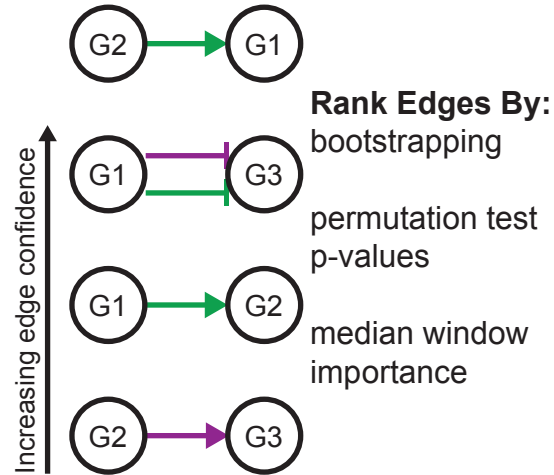 G2 G1
Rank Edges By:
bootstrapping
G1 G3
permutation test
p-values
G1 G2
median window
importance
G2 G3
Increasing edge confidence